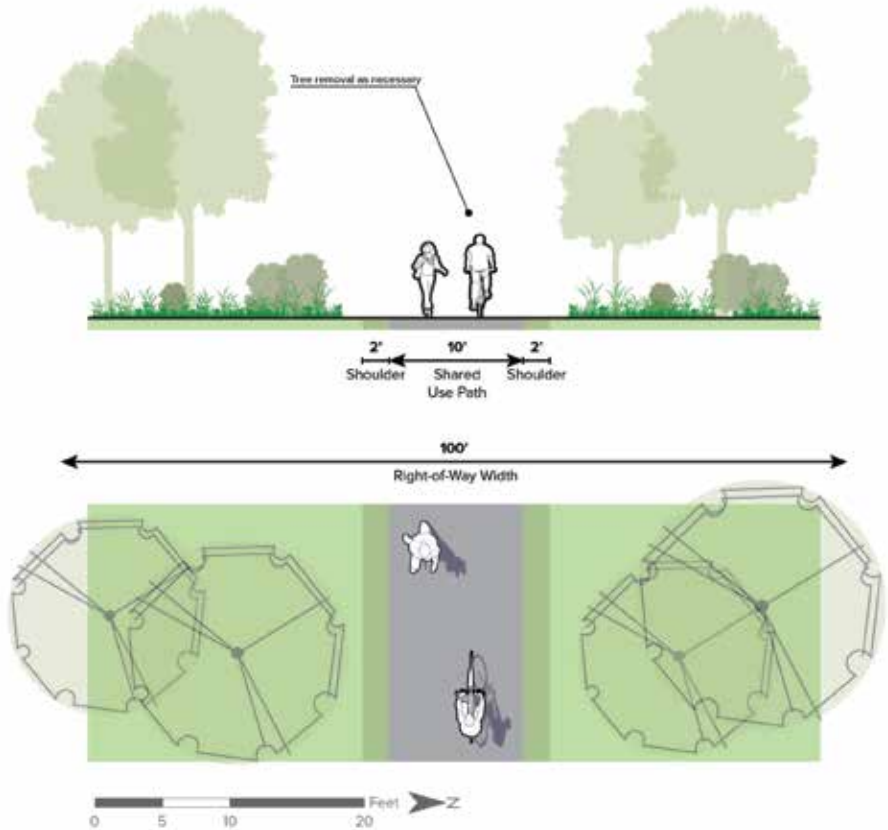 Tree removal as necessary
2' 10' 2'
Shoulder Shared Shoulder
Use Path
100'
Right-of-Way Width
Feet N
0 5 10 20